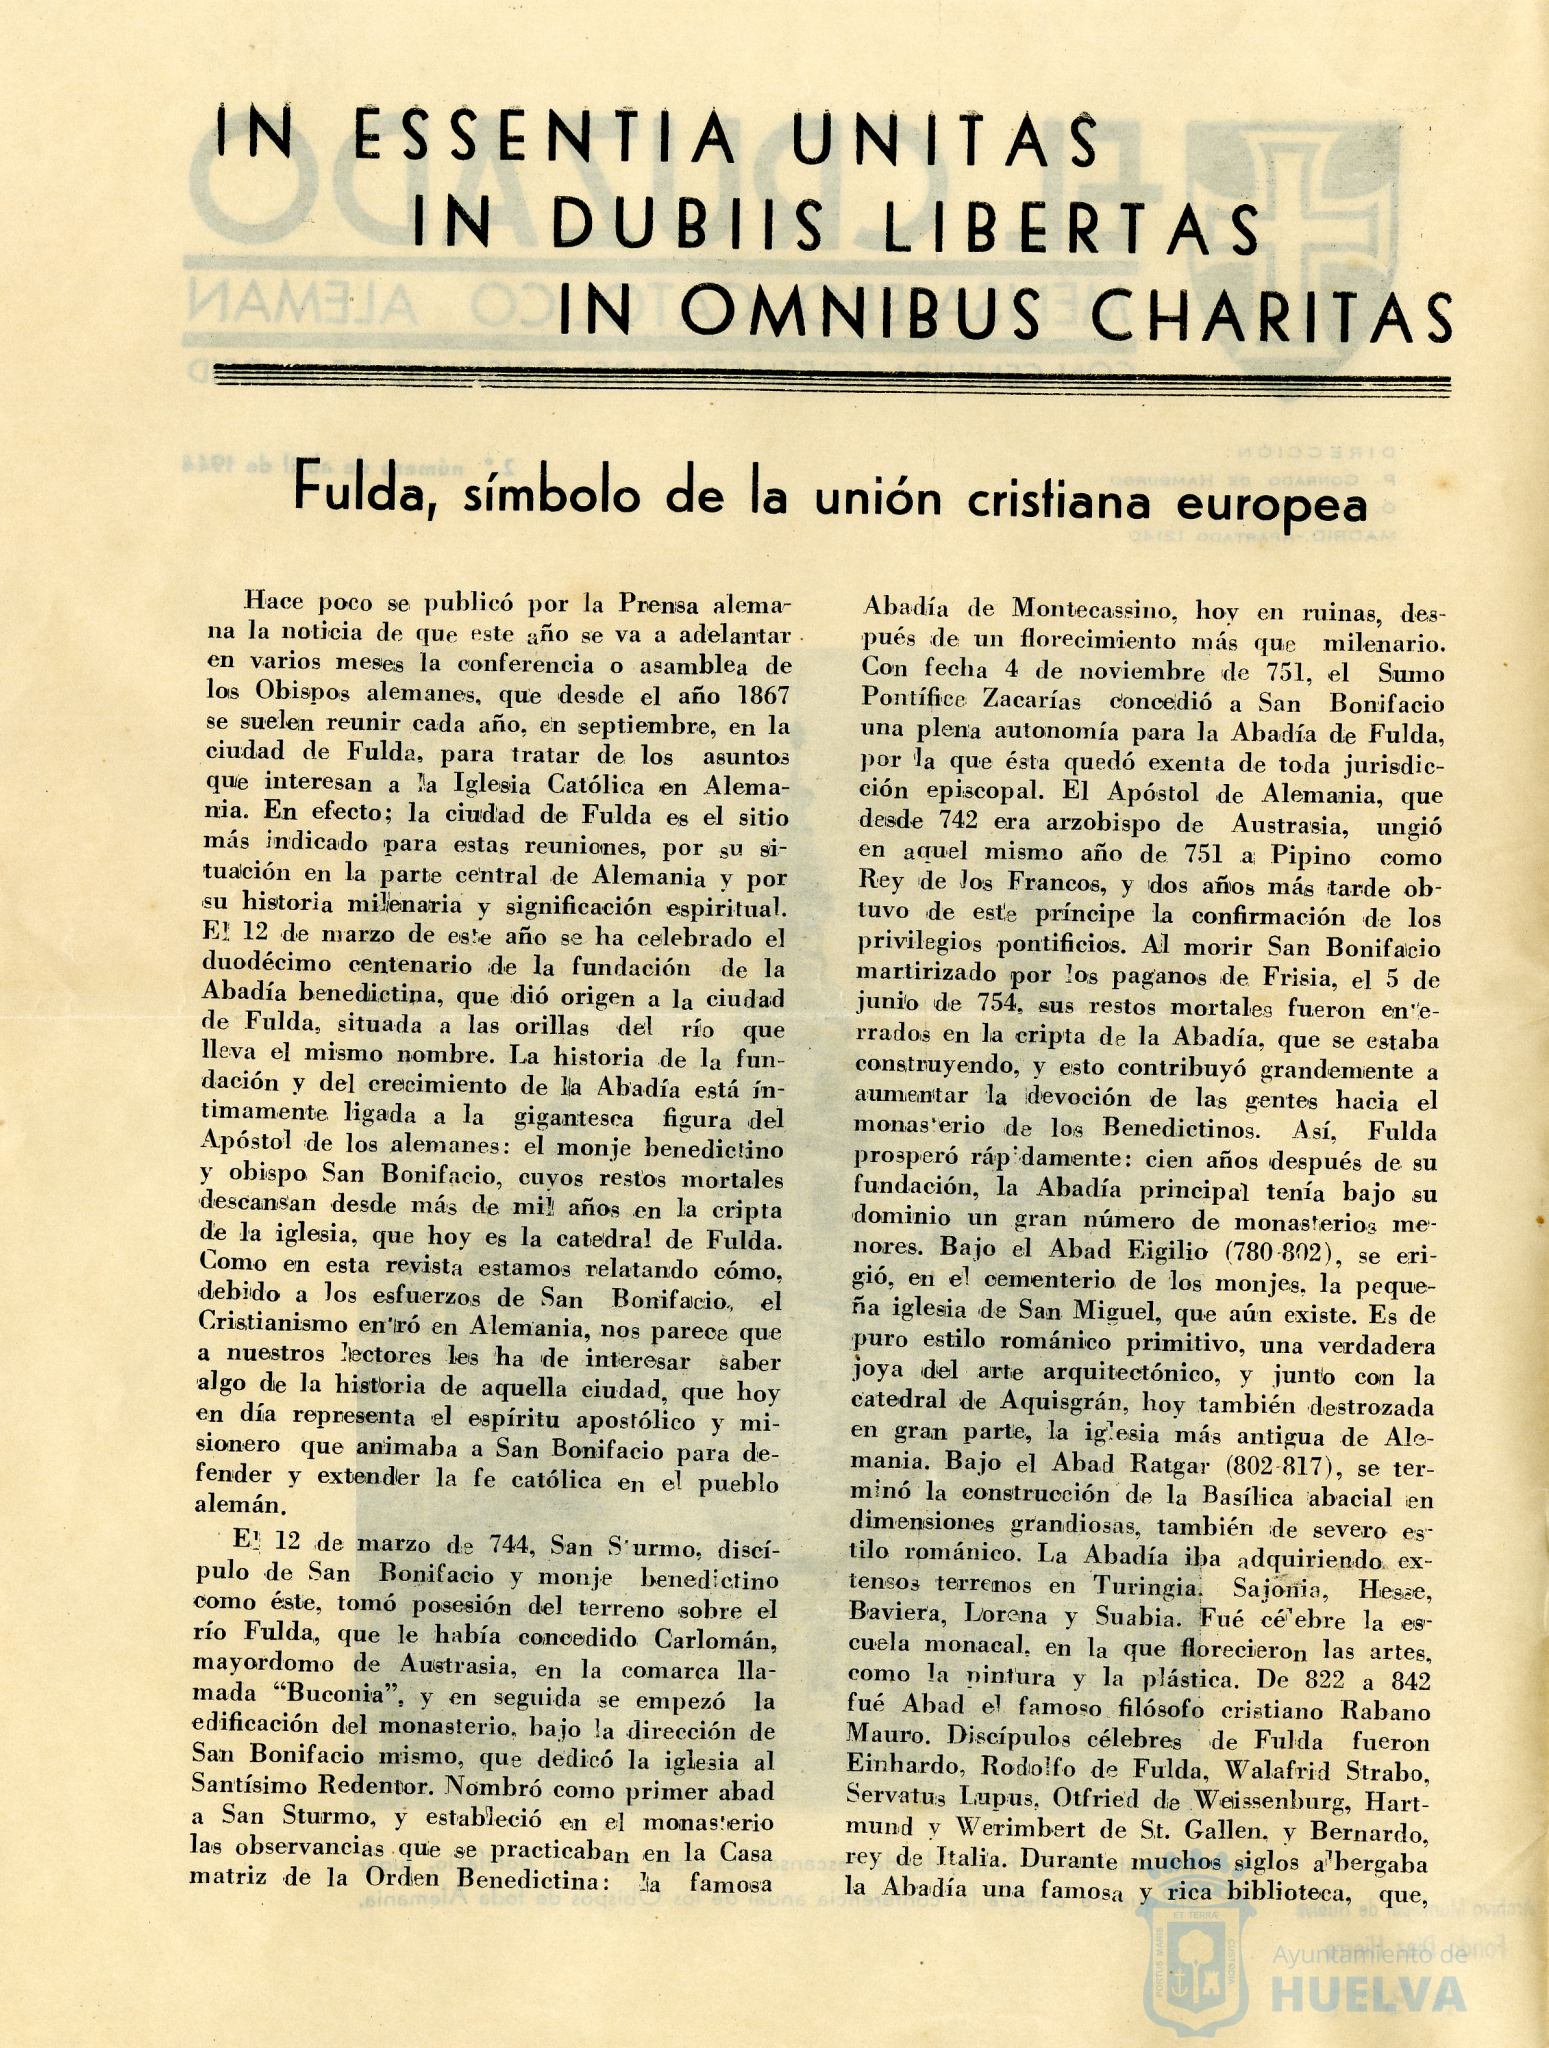 IN ESSENTIA UNITAS
IN DUBIIS LIBERTAS
IN OMNIBUS CHARITAS
Fulda, símbolo de la unión cristiana europea
Hace poco se publicó por la Prensa alema-
na la noticia de que este año se va a adelantar
en varios meses la conferencia o asamblea de
los Obispos alemanes, que desde el año 1867
se suelen reunir cada año, en septiembre, en la
ciudad de Fulda, para tratar de los asuntos
que interesan a la Iglesia Católica en Alema-
nia. En efecto; la ciudad de Fulda es el sitio
más indicado para estas reuniones, por su si-
tuación en la parte central de Alemania y por
su historia milenaria y significación espiritual.
El 12 de marzo de este año se ha celebrado el
duodécimo centenario de la fundación de la
Abadía benedictina, que dió origen a la ciudad
de Fulda, situada a las orillas del río que
lleva el mismo nombre. La historia de la fun-
dación y del crecimiento de la Abadía está ín-
timamente ligada a la gigantesca figura del
Apóstol de los alemanes: el monje benedictino
y obispo San Bonifacio, cuyos restos mortales
descansan desde más de mil años en la cripta
de la iglesia, que hoy es la catedral de Fulda.
Como en esta revista estamos relatando cómo,
debido a los esfuerzos de San Bonifacio, el
Cristianismo entró en Alemania, nos parece que
a nuestros lectores les ha de interesar saber
algo de la historia de aquella ciudad, que hoy
en día representa el espíritu apostólico y mi-
sionero que animaba a San Bonifacio para de-
fender y extender la fe católica en el pueblo
alemán.
El 12 de marzo de 744, San Sturmo, discí-
pulo de San Bonifacio y monje benedictino
como éste, tomó posesión del terreno sobre el
río Fulda, que le había concedido Carlomán,
mayordomo de Austrasia, en la comarca lla-
mada "Buconia", y en seguida se empezó la
edificación del monasterio, bajo la dirección de
San Bonifacio mismo, que dedicó la iglesia al
Santísimo Redentor. Nombró como primer abad
a San Sturmo, y estableció en el monasterio
las observancias que se practicaban en la Casa
matriz de la Orden Benedictina: la famosa
Abadía de Montecassino, hoy en ruinas, des-
pués de un florecimiento más que milenario.
Con fecha 4 de noviembre de 751, el Sumo
Pontífice Zacarías concedió a San Bonifacio
una plena autonomía para la Abadía de Fulda,
por la que ésta quedó exenta de toda jurisdic-
ción episcopal. El Apóstol de Alemania, que
desde 742 era arzobispo de Austrasia, ungió
en aquel mismo año de 751 a Pipino como
Rey de los Francos, y dos años más tarde ob-
tuvo de este príncipe la confirmación de los
privilegios pontificios. Al morir San Bonifacio
martirizado por los paganos de Frisia, el 5 de
junio de 754, sus restos mortales fueron ente-
rrados en la cripta de la Abadía, que se estaba
construyendo, y esto contribuyó grandemente a
aumentar la devoción de las gentes hacia el
monasterio de los Benedictinos. Así, Fulda
prosperó rápidamente: cien años después de su
fundación, la Abadía principal tenía bajo su
dominio un gran número de monasterios me-
nores. Bajo el Abad Eigilio (780-802), se eri-
gió, en el cementerio de los monjes, la peque-
ña iglesia de San Miguel, que aún existe. Es de
puro estilo románico primitivo, una verdadera
joya del arte arquitectónico, y junto con la
catedral de Aquisgrán, hoy también destrozada
en gran parte, la iglesia más antigua de Ale-
mania. Bajo el Abad Ratgar (802-817), se ter-
minó la construcción de la Basílica abacial en
dimensiones grandiosas, también de severo es-
tilo románico. La Abadía iba adquiriendo ex-
tensos terrenos en Turingia, Sajonia, Hesse,
Baviera, Lorena y Suabia. Fué célebre la es-
cuela monacal, en la que florecieron las artes,
como la pintura y la plástica. De 822 a 842
fué Abad el famoso filósofo cristiano Rabano
Mauro. Discípulos célebres de Fulda fueron
Einhardo, Rodolfo de Fulda, Walafrid Strabo,
Servatus Lupus, Otfried de Weissenburg, Hart-
mund y Werimbert de St. Gallen, y Bernardo,
rey de Italia. Durante muchos siglos albergaba
la Abadía una famosa y rica biblioteca, que,
PORTUS MARIS
ET TERRÆ
CUSTODIA
Ayuntamiento de
HUELVA